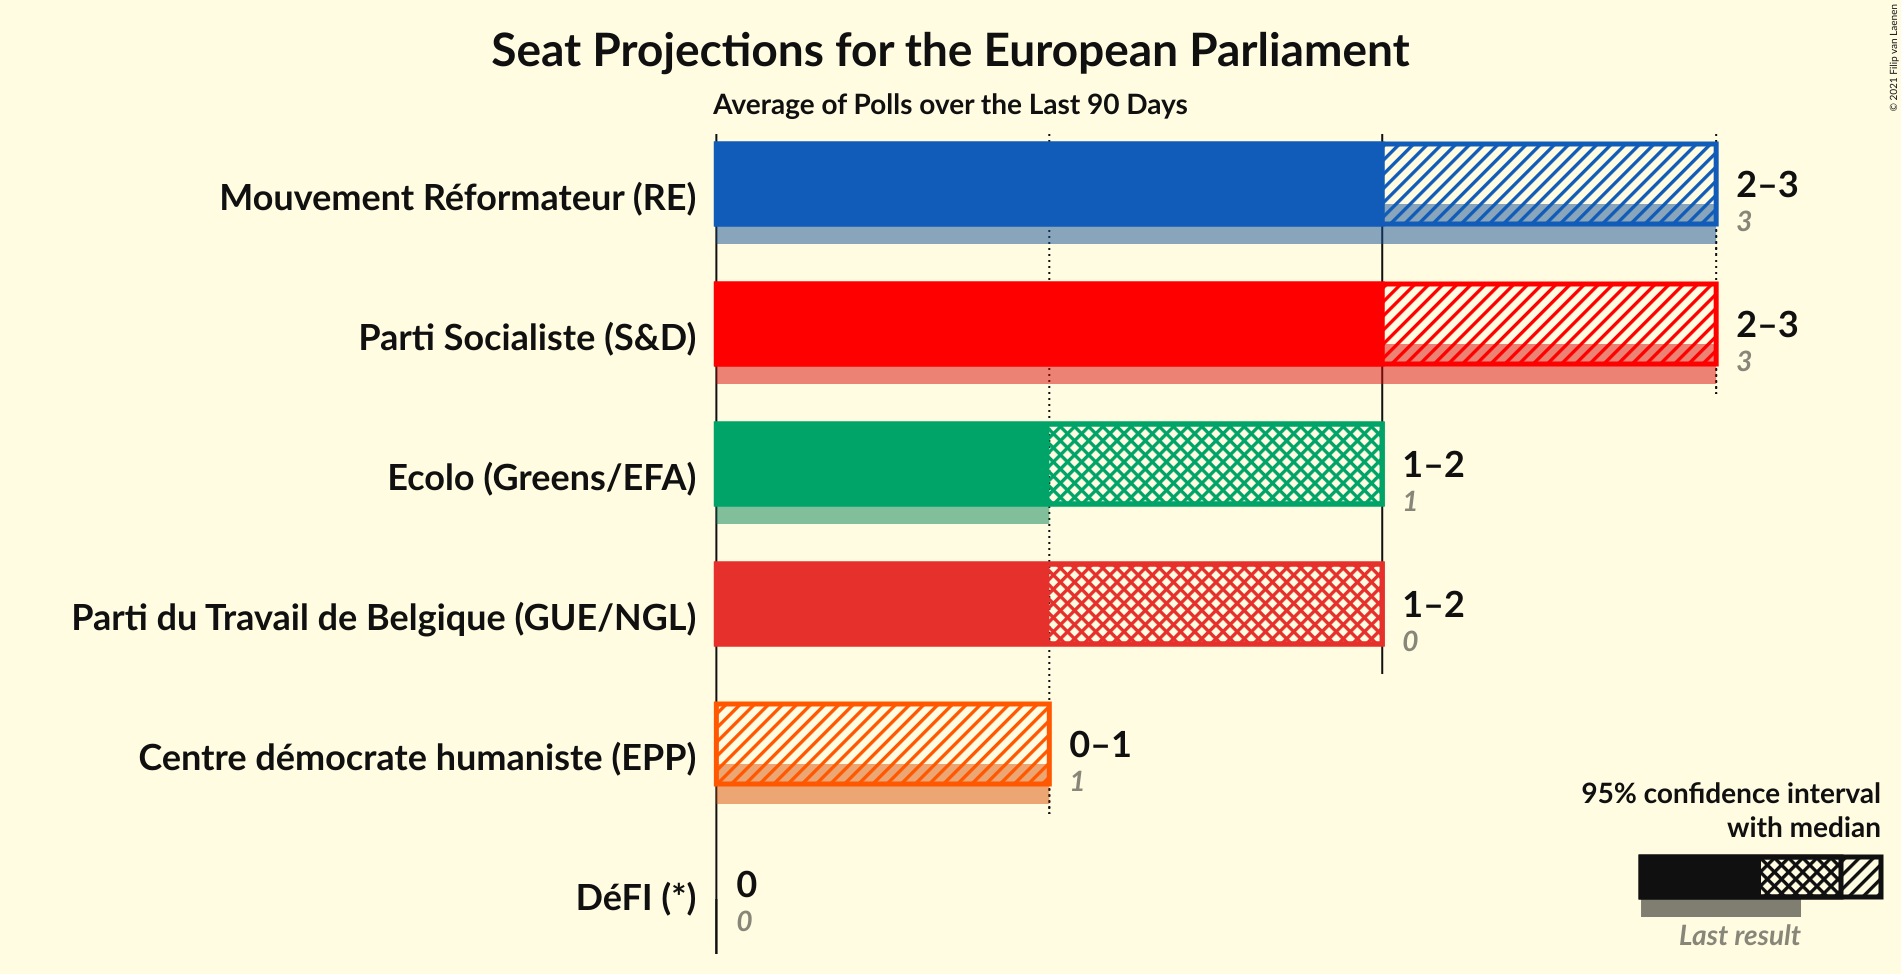 Seat Projections for the European Parliament
Average of Polls over the Last 90 Days
© 2021 Filip van Laenen
Mouvement Réformateur (RE)
2–3
3
Parti Socialiste (S&D)
2–3
3
Ecolo (Greens/EFA)
1–2
1
Parti du Travail de Belgique (GUE/NGL)
1–2
0
Centre démocrate humaniste (EPP)
0–1
1
DéFI (*)
0
0
95% confidence interval
with median
Last result